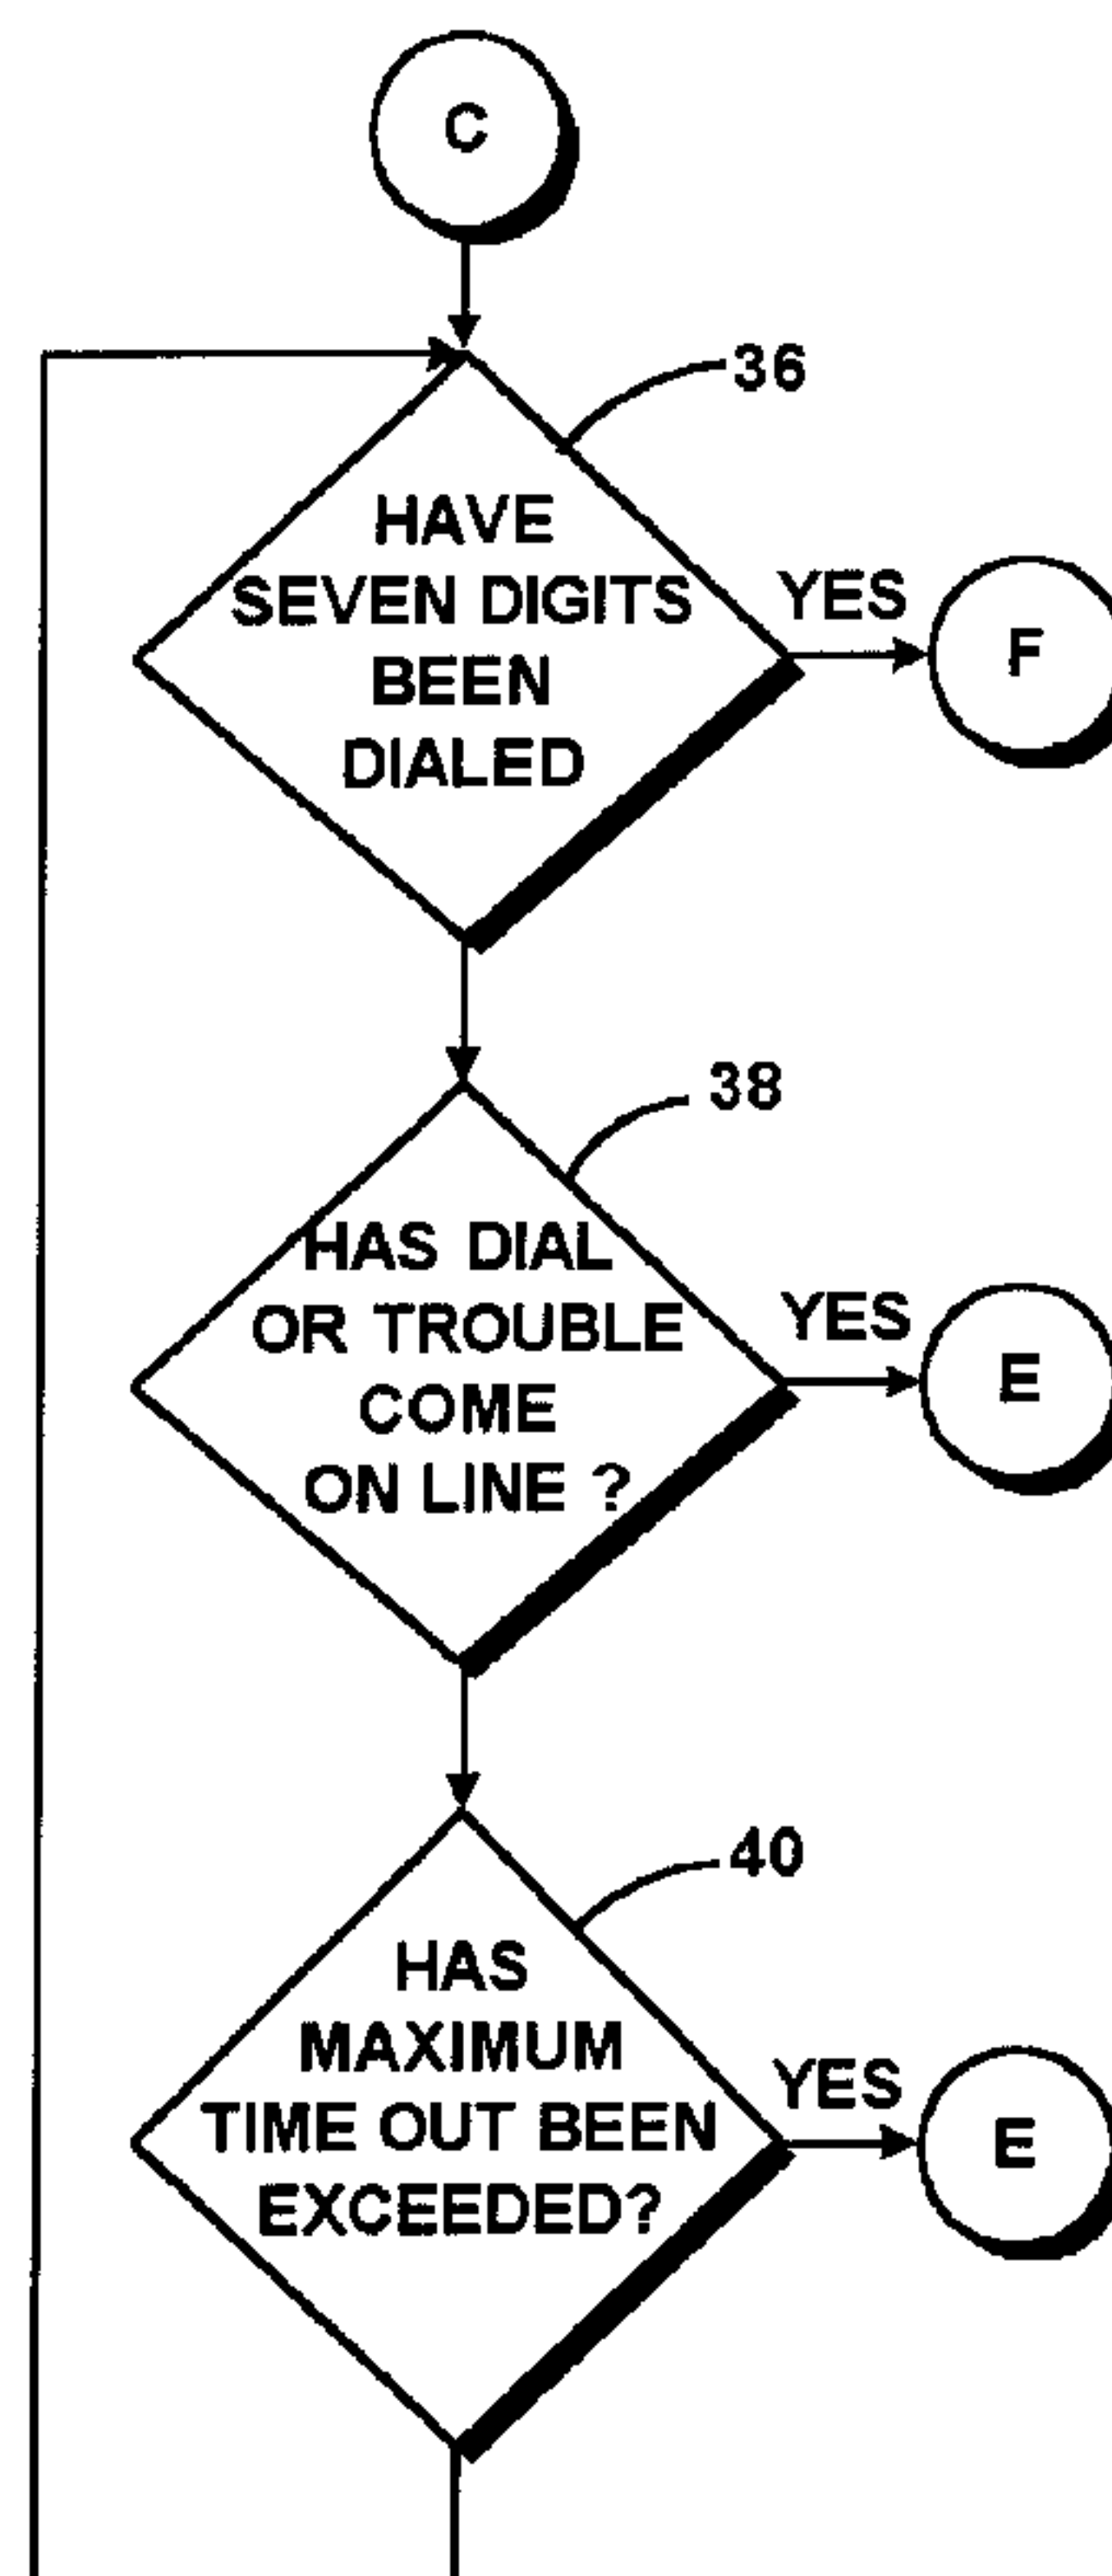 C
36
HAVE
SEVEN DIGITS
BEEN
DIALED
YES
F
38
HAS DIAL
OR TROUBLE
COME
ON LINE ?
YES
E
40
HAS
MAXIMUM
TIME OUT BEEN
EXCEEDED?
YES
E